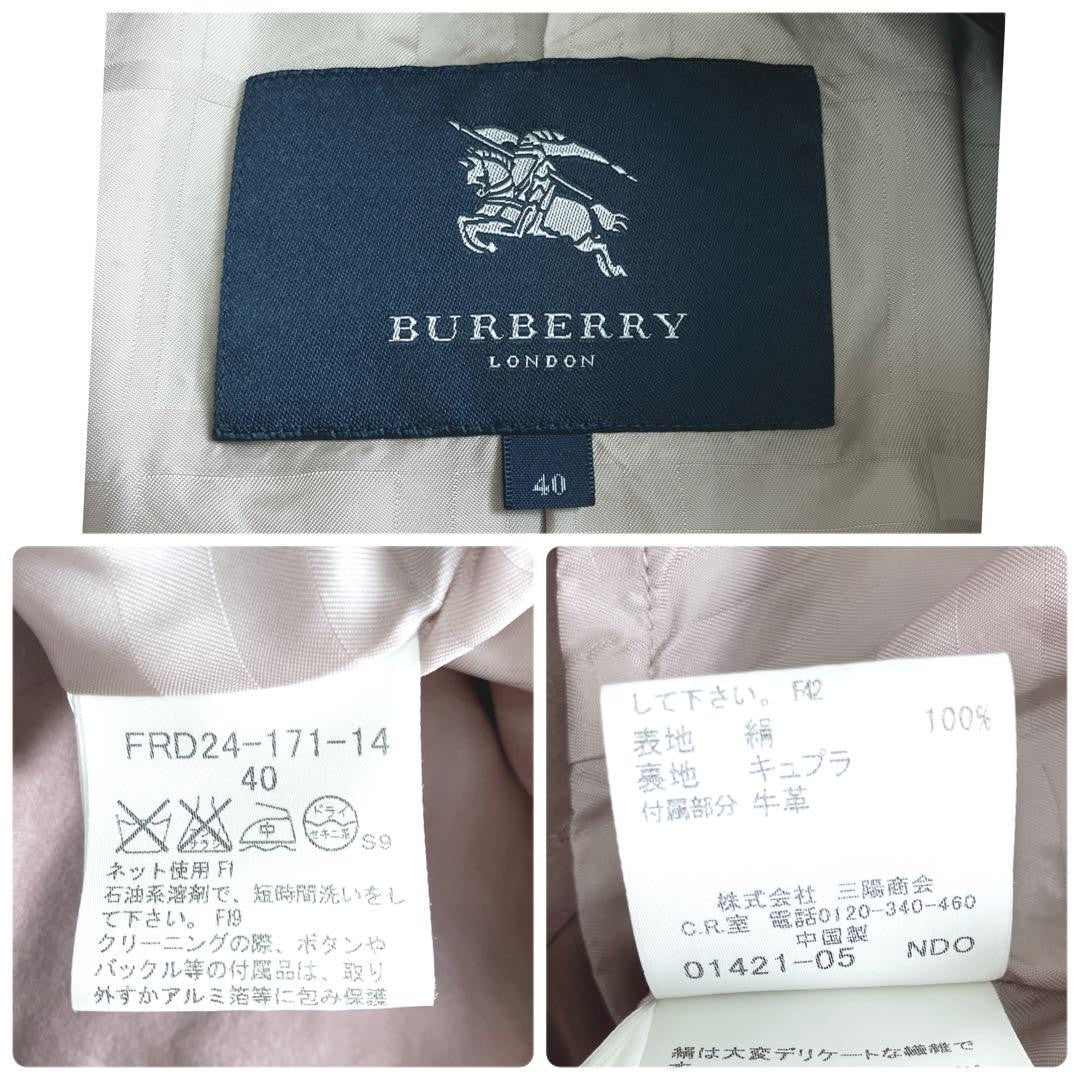 BURBERRY
LONDON
40
FRD24-171-14
40
ドライ
中
セキユ系
S9
ネット使用 F1
石油系溶剤で、短時間洗いをし
て下さい。 F19
クリーニングの際、ボタンや
バックル等の付属品は、取り
外すかアルミ箔等に包み保護
して下さい。 F42
表地 絹 100%
裏地 キュプラ
付属部分 牛革
株式会社 三陽商会
C.R.室 電話0120-340-460
中国製
01421-05 NDO
絹は大変デリケートな繊維で